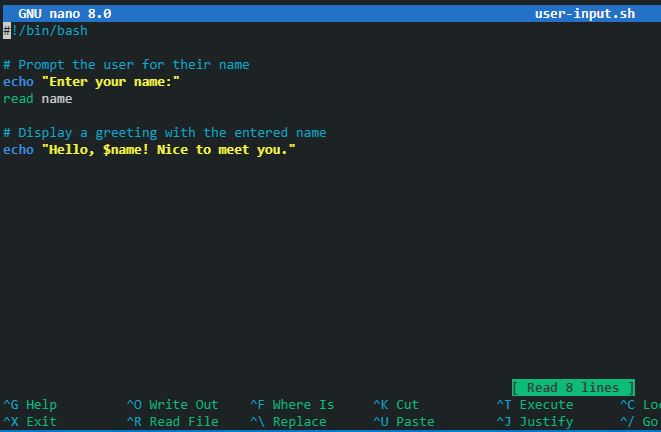 GNU nano 8.0 user-input.sh
#!/bin/bash
# Prompt the user for their name
echo "Enter your name:"
read name
# Display a greeting with the entered name
echo "Hello, $name! Nice to meet you."
[ Read 8 lines ]
^G Help ^O Write Out ^F Where Is ^K Cut ^T Execute ^C Lo
^X Exit ^R Read File ^\ Replace ^U Paste ^J Justify ^/ Go